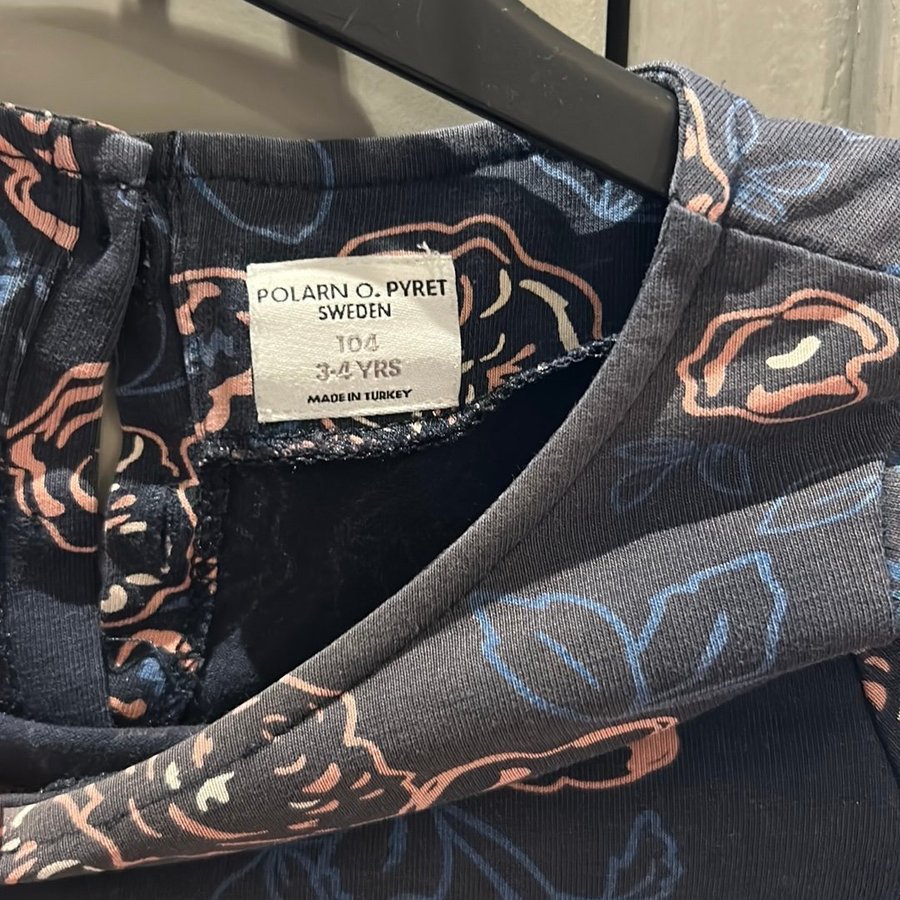 POLARN O. PYRET
SWEDEN
104
3-4 YRS
MADE IN TURKEY